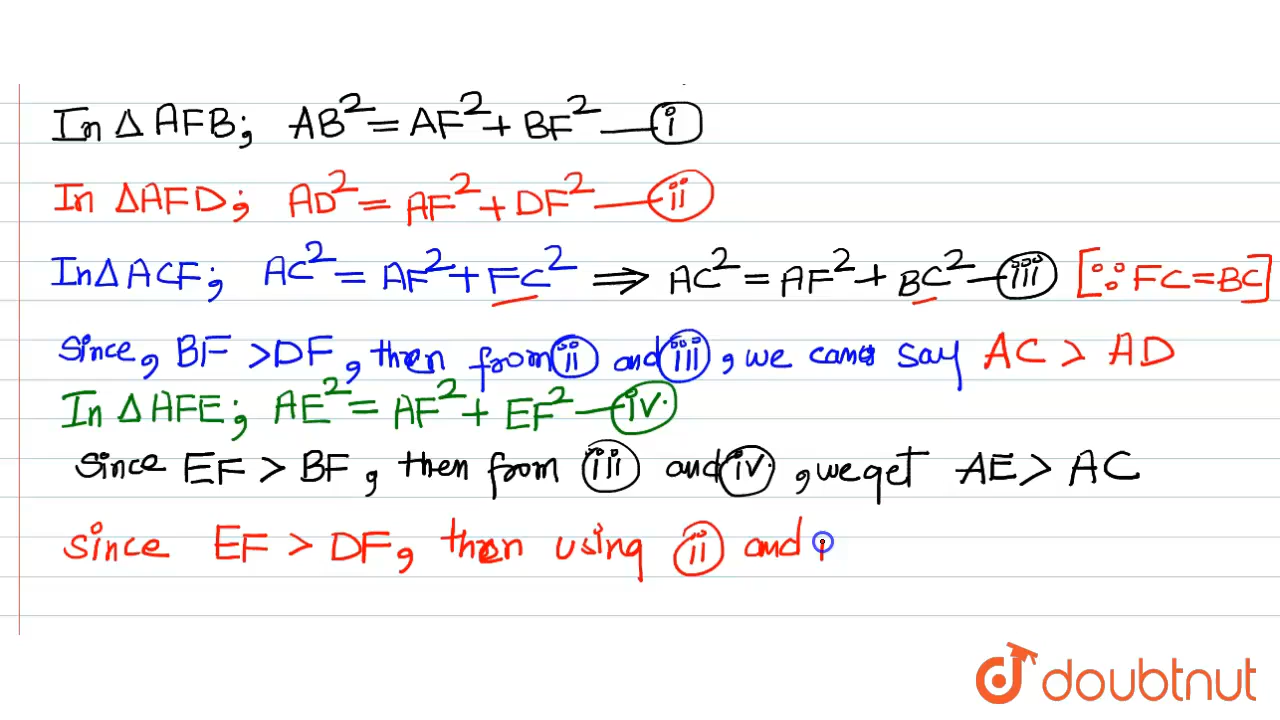 In Δ AFB; AB² = AF² + BF² — (i)
In ΔAFD; AD² = AF² + DF² — (ii)
In Δ ACF; AC² = AF² + FC² ⟹ AC² = AF² + BC² — (iii) [∵ FC = BC]
Since, BF > DF, then from (ii) and (iii), we can say AC > AD
In Δ AFE; AE² = AF² + EF² — (iv)
Since EF > BF, then from (iii) and (iv), we get AE > AC
Since EF > DF, then using (ii) and
doubtnut